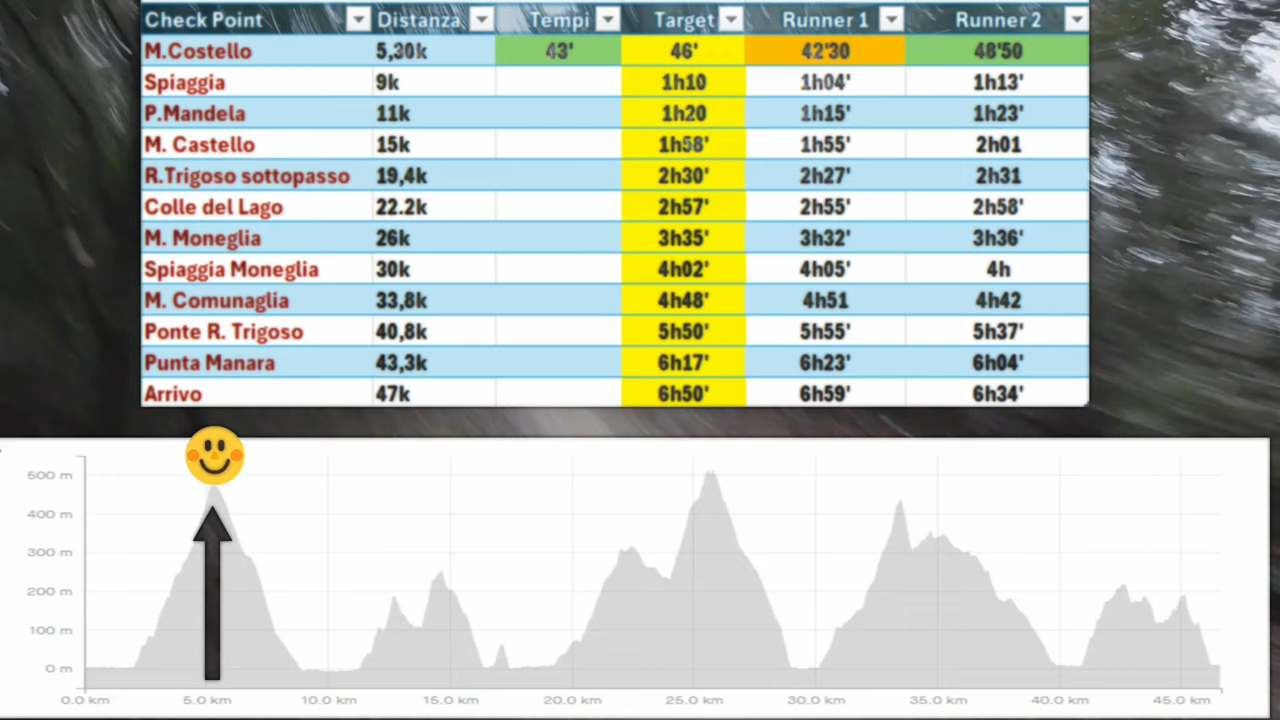 Check Point Distanza Tempi Target Runner 1 Runner 2
M.Costello 5,30k 43' 46' 42'30 48'50
Spiaggia 9k 1h10 1h04' 1h13'
P.Mandela 11k 1h20 1h15' 1h23'
M. Castello 15k 1h58' 1h55' 2h01
R.Trigoso sottopasso 19,4k 2h30' 2h27' 2h31
Colle del Lago 22.2k 2h57' 2h55' 2h58'
M. Moneglia 26k 3h35' 3h32' 3h36'
Spiaggia Moneglia 30k 4h02' 4h05' 4h
M. Comunaglia 33,8k 4h48' 4h51 4h42
Ponte R. Trigoso 40,8k 5h50' 5h55' 5h37'
Punta Manara 43,3k 6h17' 6h23' 6h04'
Arrivo 47k 6h50' 6h59' 6h34'
500 m
400 m
300 m
200 m
100 m
0 m
0.0 km 5.0 km 10.0 km 15.0 km 20.0 km 25.0 km 30.0 km 35.0 km 40.0 km 45.0 km